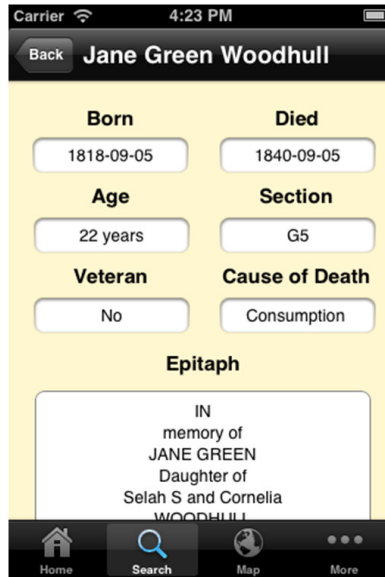 Carrier 4:23 PM
Back Jane Green Woodhull
Born Died
1818-09-05 1840-09-05
Age Section
22 years G5
Veteran Cause of Death
No Consumption
Epitaph
IN
memory of
JANE GREEN
Daughter of
Selah S and Cornelia
WOODHULL
Home Search Map More